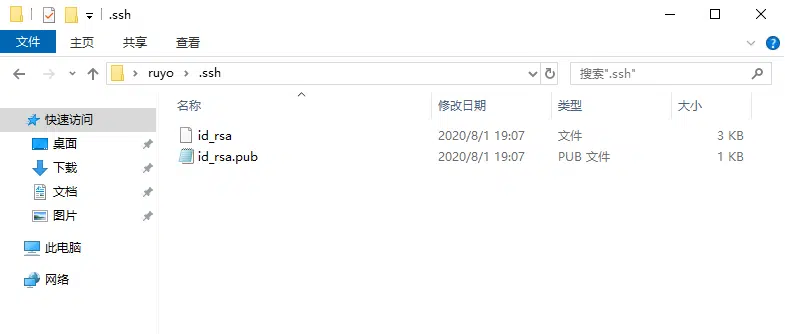 .ssh
文件 主页 共享 查看
ruyo .ssh 搜索".ssh"
名称 修改日期 类型 大小
快速访问
桌面
下载
文档
图片
此电脑
网络
id_rsa 2020/8/1 19:07 文件 3 KB
id_rsa.pub 2020/8/1 19:07 PUB 文件 1 KB